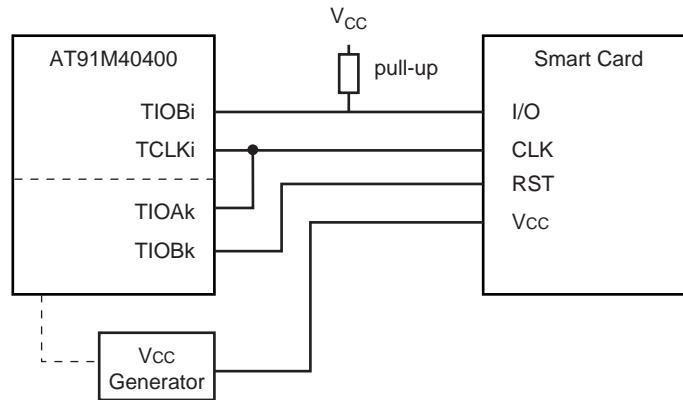 VCC
AT91M40400
pull-up
Smart Card
TIOBi
I/O
TCLKi
CLK
RST
TIOAk
VCC
TIOBk
VCC
Generator